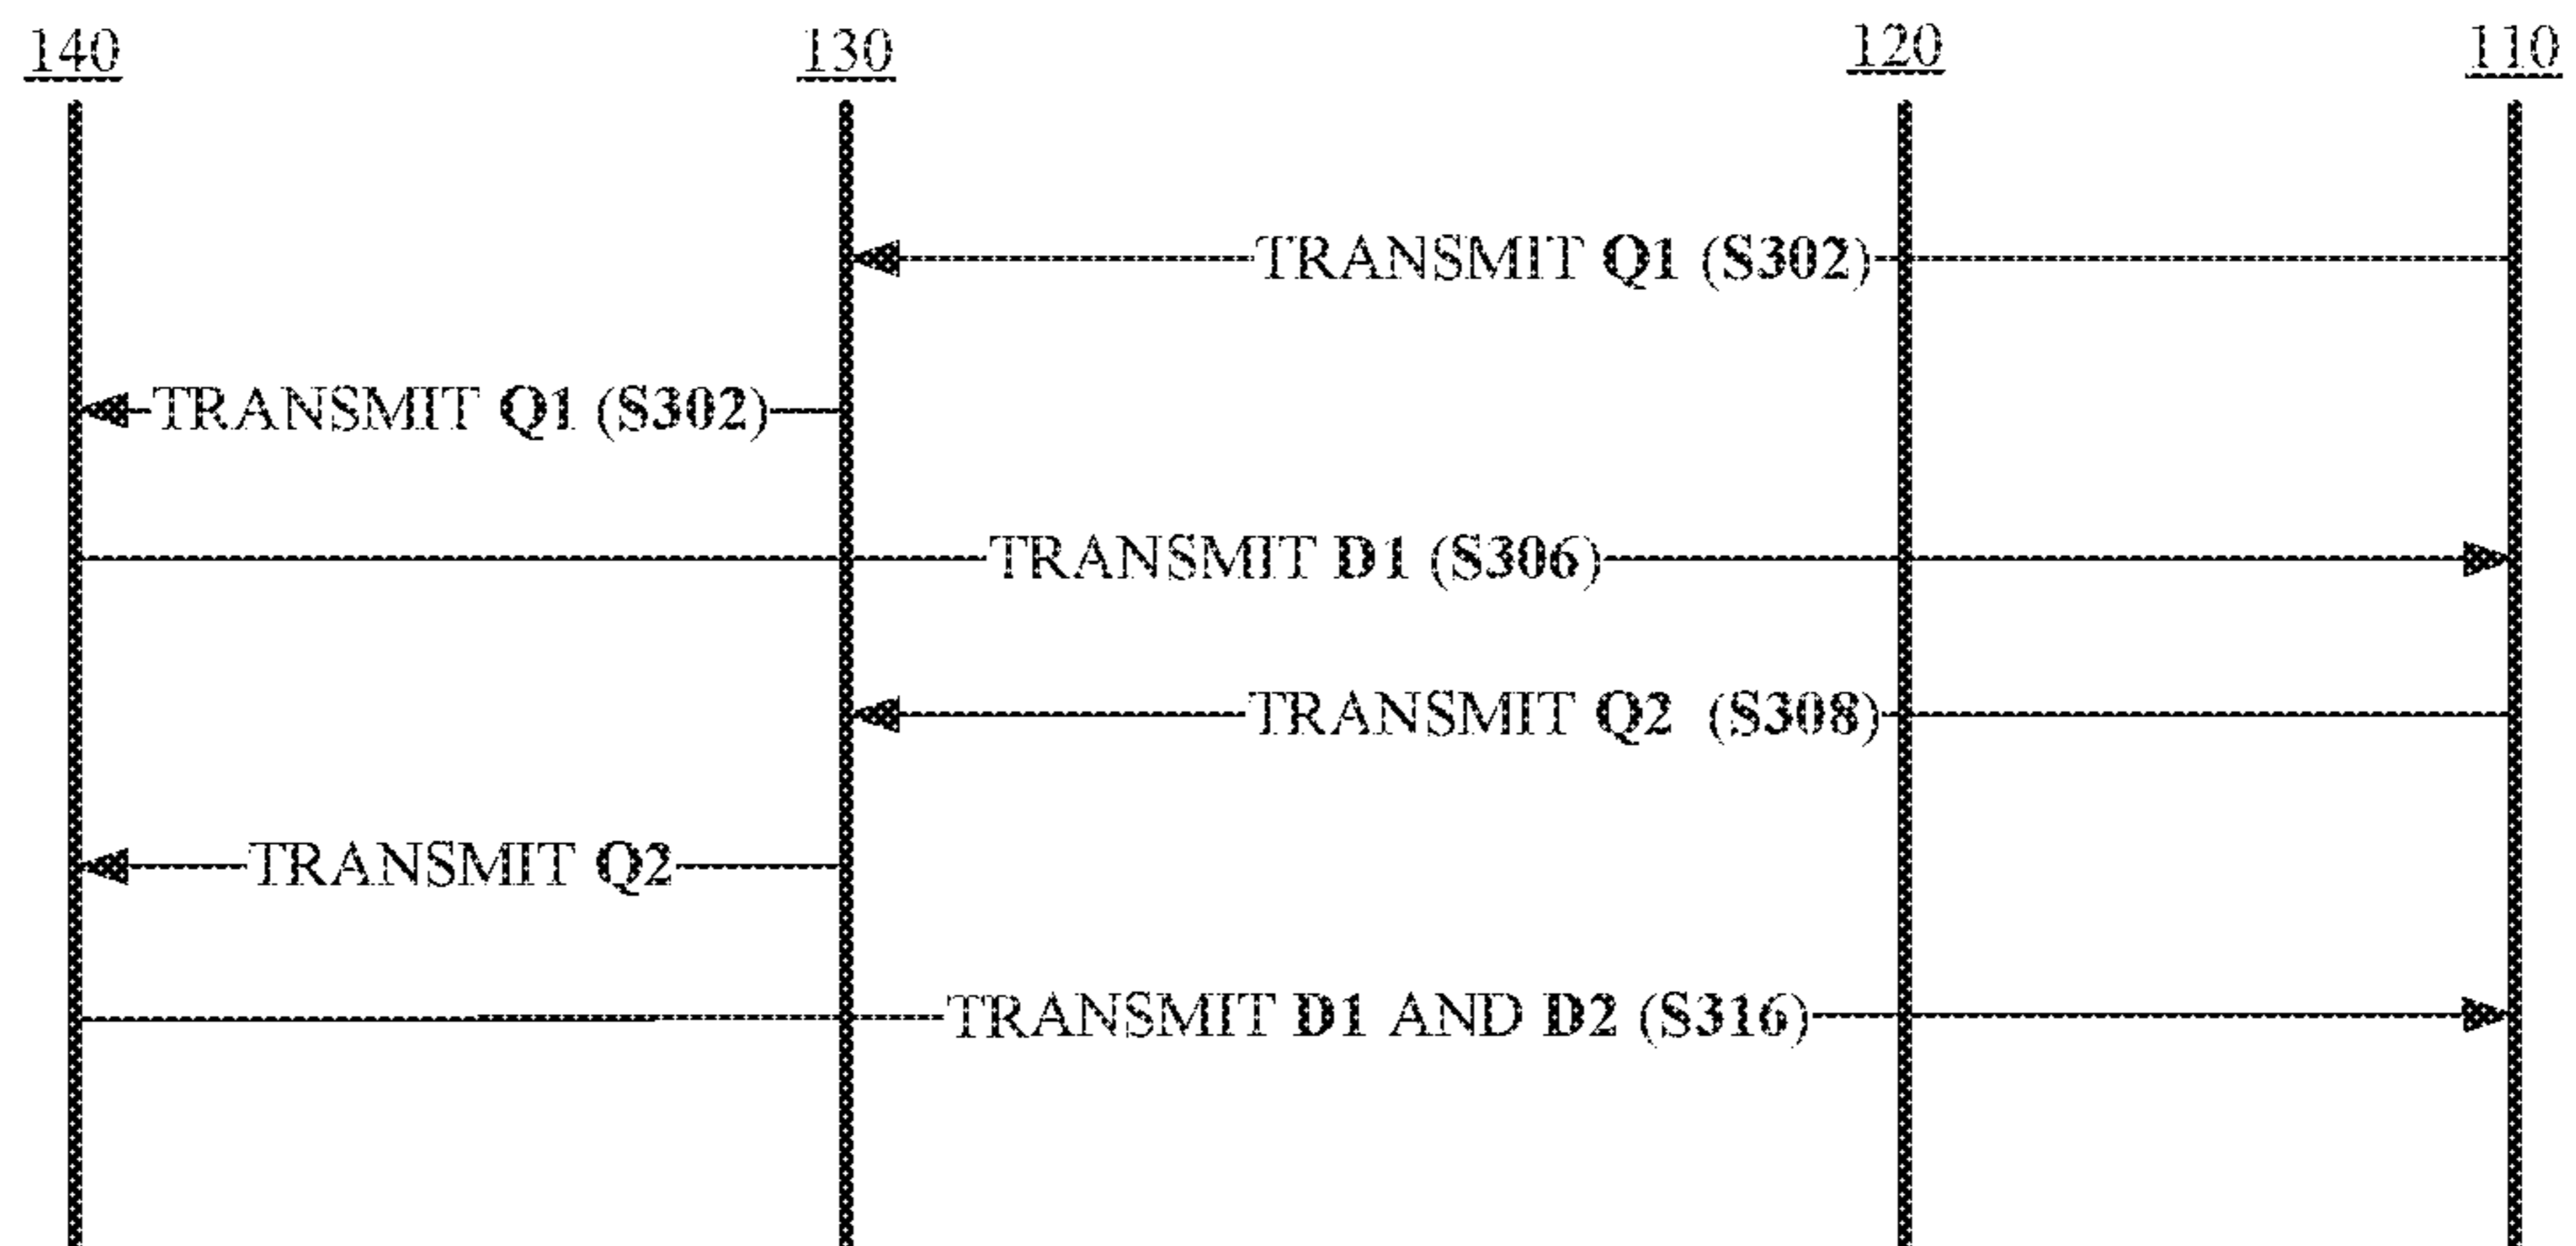 140 130 120 110
TRANSMIT Q1 (S302)
TRANSMIT Q1 (S302)
TRANSMIT D1 (S306)
TRANSMIT Q2 (S308)
TRANSMIT Q2
TRANSMIT D1 AND D2 (S316)